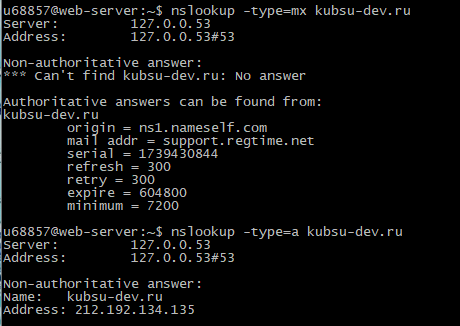 u68857@web-server:~$ nslookup -type=mx kubsu-dev.ru
Server:         127.0.0.53
Address:        127.0.0.53#53

Non-authoritative answer:
*** Can't find kubsu-dev.ru: No answer

Authoritative answers can be found from:
kubsu-dev.ru
        origin = ns1.nameself.com
        mail addr = support.regtime.net
        serial = 1739430844
        refresh = 300
        retry = 300
        expire = 604800
        minimum = 7200

u68857@web-server:~$ nslookup -type=a kubsu-dev.ru
Server:         127.0.0.53
Address:        127.0.0.53#53

Non-authoritative answer:
Name:   kubsu-dev.ru
Address: 212.192.134.135